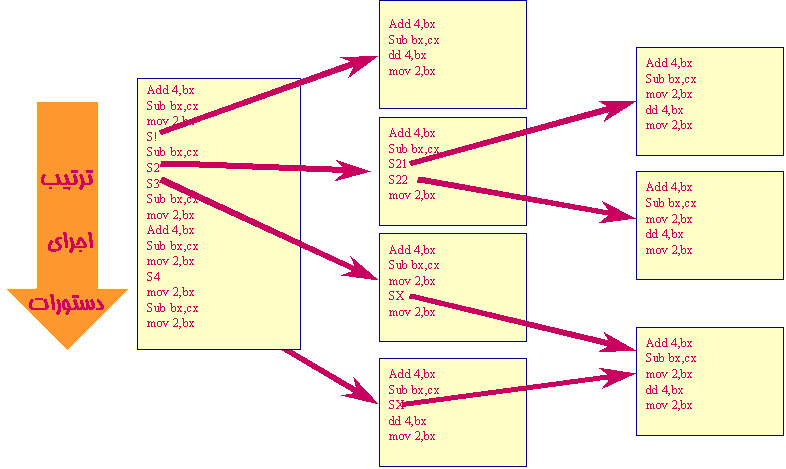 ترتیب
اجرای
دستورات
Add 4,bx
Sub bx,cx
mov 2,bx
S!
Sub bx,cx
S2
S3
Sub bx,cx
mov 2,bx
Add 4,bx
Sub bx,cx
mov 2,bx
S4
mov 2,bx
Sub bx,cx
mov 2,bx
Add 4,bx
Sub bx,cx
dd 4,bx
mov 2,bx
Add 4,bx
Sub bx,cx
S21
S22
mov 2,bx
Add 4,bx
Sub bx,cx
mov 2,bx
SX
mov 2,bx
Add 4,bx
Sub bx,cx
SX
dd 4,bx
mov 2,bx
Add 4,bx
Sub bx,cx
mov 2,bx
dd 4,bx
mov 2,bx
Add 4,bx
Sub bx,cx
mov 2,bx
dd 4,bx
mov 2,bx
Add 4,bx
Sub bx,cx
mov 2,bx
dd 4,bx
mov 2,bx